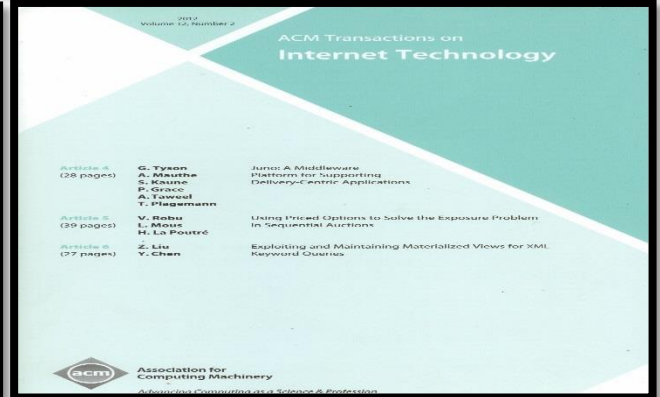 2012
Volume 12, Number 2
ACM Transactions on
Internet Technology
Article 4
(28 pages)
G. Tyson
A. Mauthe
S. Kaune
P. Grace
A. Taweel
T. Plagemann
Juno: A Middleware
Platform for Supporting
Delivery-Centric Applications
Article 5
(39 pages)
V. Robu
L. Mous
H. La Poutré
Using Priced Options to Solve the Exposure Problem
in Sequential Auctions
Article 6
(27 pages)
Z. Liu
Y. Chen
Exploiting and Maintaining Materialized Views for XML
Keyword Queries
acm
Association for
Computing Machinery
Advancing Computing as a Science & Profession